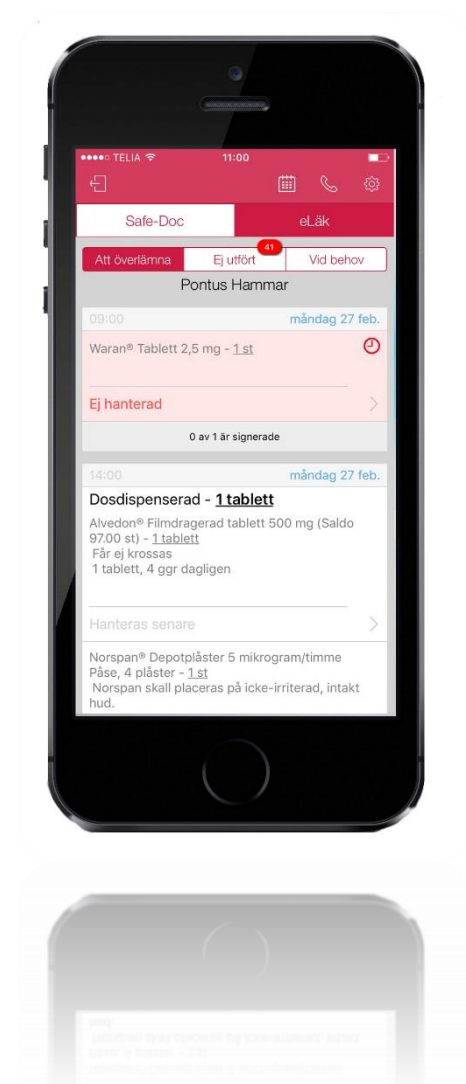 TELIA 11:00
Safe-Doc eLäk
41
Att överlämna Ej utfört Vid behov
Pontus Hammar
09:00 måndag 27 feb.
Waran® Tablett 2,5 mg - 1 st
Ej hanterad
0 av 1 är signerade
14:00 måndag 27 feb.
Dosdispenserad - 1 tablett
Alvedon® Filmdragerad tablett 500 mg (Saldo
97.00 st) - 1 tablett
Får ej krossas
1 tablett, 4 ggr dagligen
Hanteras senare
Norspan® Depotplåster 5 mikrogram/timme
Påse, 4 plåster - 1 st
Norspan skall placeras på icke-irriterad, intakt
hud.